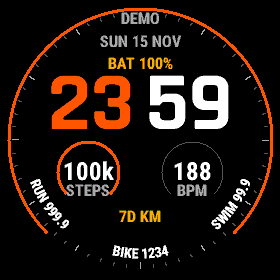 DEMO
SUN 15 NOV
BAT 100%
23 59
100k
STEPS
188
BPM
RUN 999.9
SWIM 99.9
7D KM
BIKE 1234